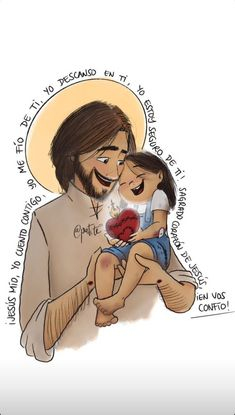 ¡JESÚS MÍO, YO CUENTO CONTIGO, YO ME FÍO DE TI, YO DESCANSO EN TI, YO ESTOY SEGURO DE TI! SAGRADO CORAZÓN DE JESÚS
¡EN VOS
CONFÍO!